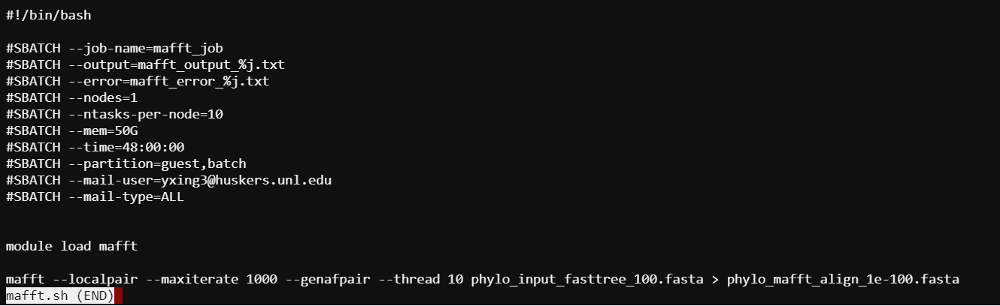 #!/bin/bash
#SBATCH --job-name=mafft_job
#SBATCH --output=mafft_output_%j.txt
#SBATCH --error=mafft_error_%j.txt
#SBATCH --nodes=1
#SBATCH --ntasks-per-node=10
#SBATCH --mem=50G
#SBATCH --time=48:00:00
#SBATCH --partition=guest,batch
#SBATCH --mail-user=yxing3@huskers.unl.edu
#SBATCH --mail-type=ALL
module load mafft
mafft --localpair --maxiterate 1000 --genafpair --thread 10 phylo_input_fasttree_100.fasta > phylo_mafft_align_1e-100.fasta
mafft.sh (END)